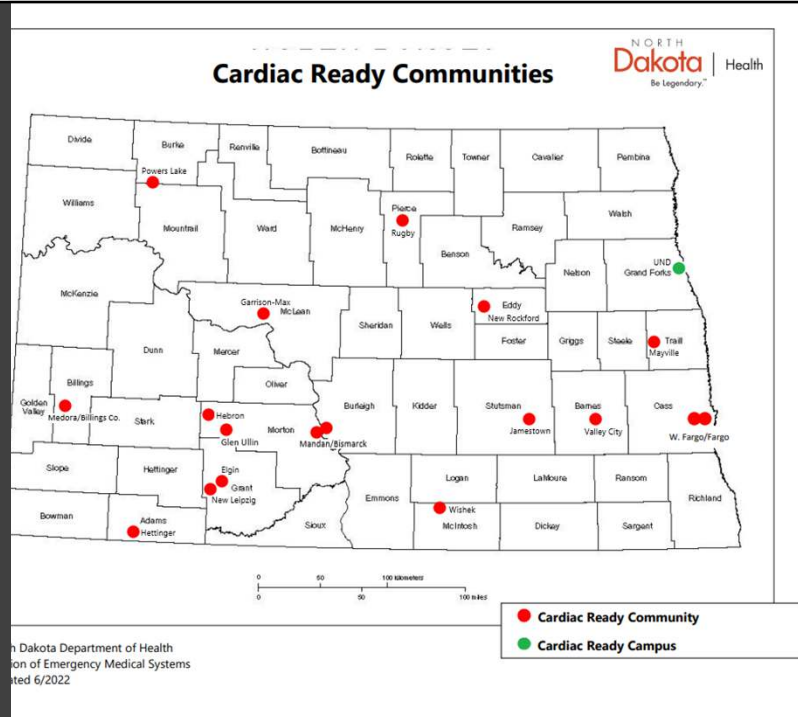 Cardiac Ready Communities
NORTH
Dakota | Health
Be Legendary.™
Divide
Burke
Renville
Bottineau
Rolette
Towner
Cavalier
Pembina
Powers Lake
Williams
Mountrail
Ward
McHenry
Pierce
Rugby
Benson
Ramsey
Walsh
Nelson
UND
Grand Forks
McKenzie
Garrison-Max
McLean
Sheridan
Wells
Eddy
New Rockford
Foster
Griggs
Steele
Traill
Mayville
Dunn
Mercer
Oliver
Golden
Valley
Billings
Medora/Billings Co.
Stark
Hebron
Glen Ullin
Morton
Mandan/Bismarck
Burleigh
Kidder
Stutsman
Jamestown
Barnes
Valley City
Cass
W. Fargo/Fargo
Slope
Hettinger
Elgin
Grant
New Leipzig
Sioux
Emmons
Logan
LaMoure
Ransom
Richland
Bowman
Adams
Hettinger
Wishek
McIntosh
Dickey
Sargent
0 50 100 kilometers
0 50 100 miles
Cardiac Ready Community
Cardiac Ready Campus
h Dakota Department of Health
ion of Emergency Medical Systems
ated 6/2022